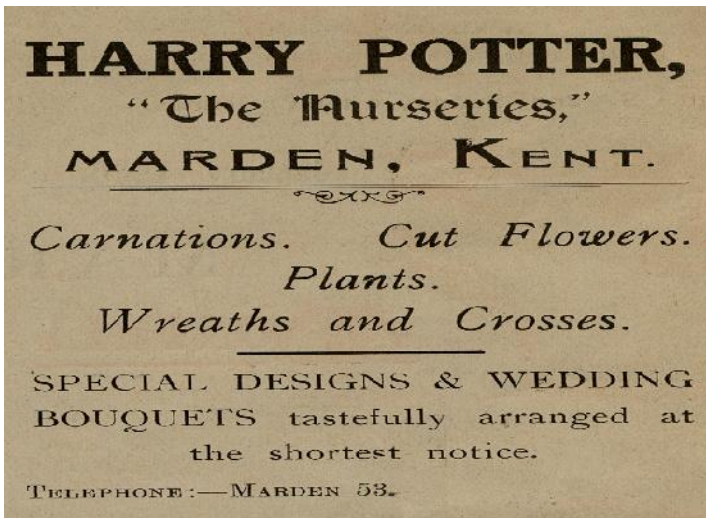 HARRY POTTER,
"The Nurseries,"
MARDEN, KENT.
Carnations. Cut Flowers.
Plants.
Wreaths and Crosses.
SPECIAL DESIGNS & WEDDING
BOUQUETS tastefully arranged at
the shortest notice.
TELEPHONE:—MARDEN 53.